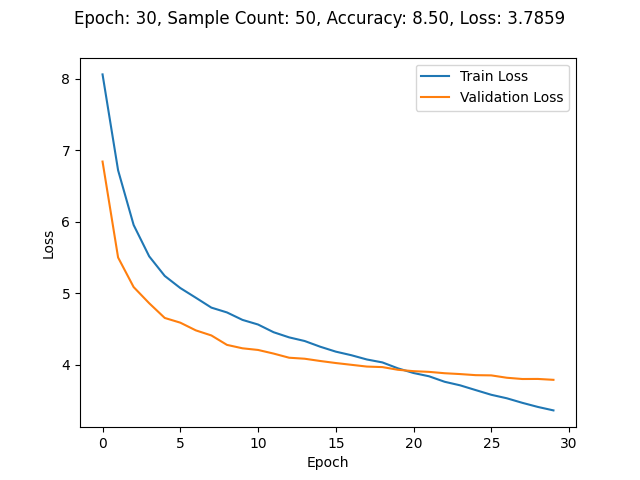 Epoch: 30, Sample Count: 50, Accuracy: 8.50, Loss: 3.7859
Train Loss
Validation Loss
8
7
6
5
4
Loss
0 5 10 15 20 25 30
Epoch